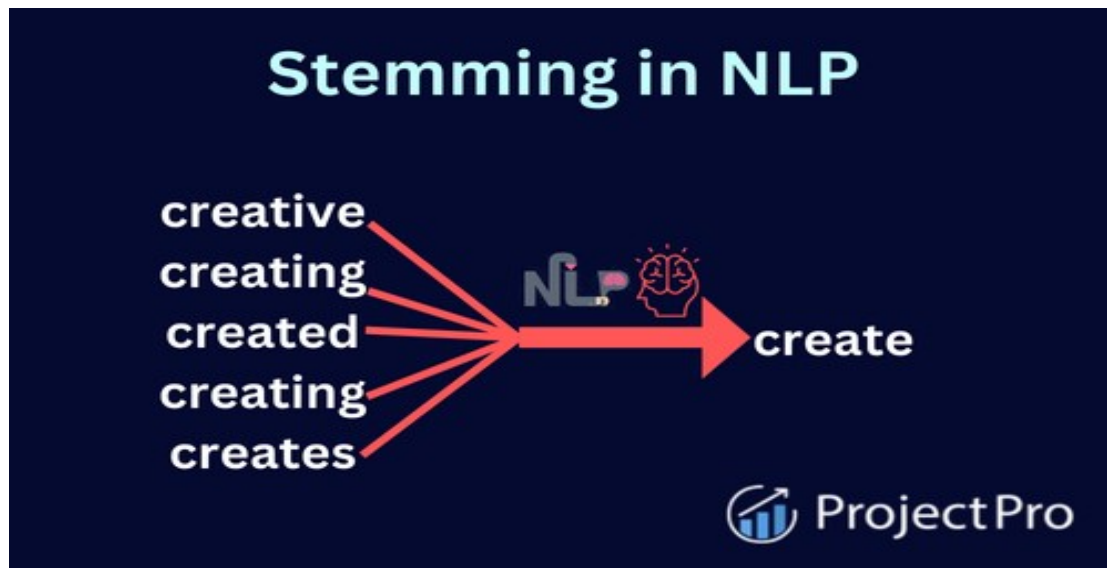 Stemming in NLP
creative
creating
created
creating
creates
NLP
create
ProjectPro